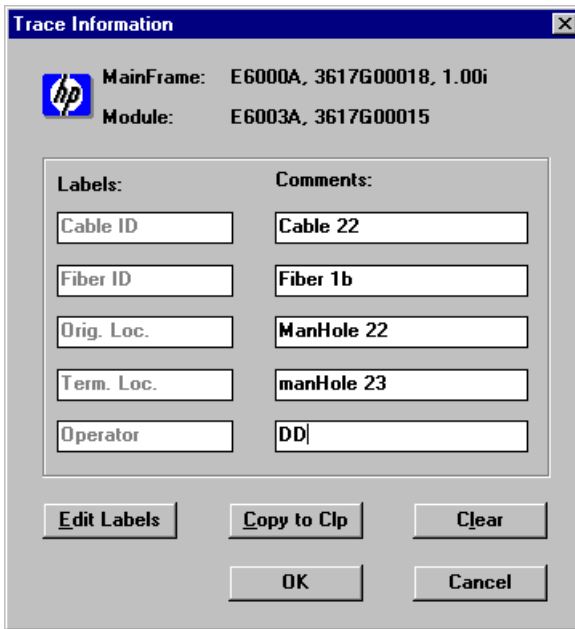 Trace Information
hp
MainFrame: E6000A, 3617G00018, 1.00i
Module: E6003A, 3617G00015
Labels: Comments:
Cable ID Cable 22
Fiber ID Fiber 1b
Orig. Loc. ManHole 22
Term. Loc. manHole 23
Operator DD
Edit Labels Copy to Clp Clear
OK Cancel